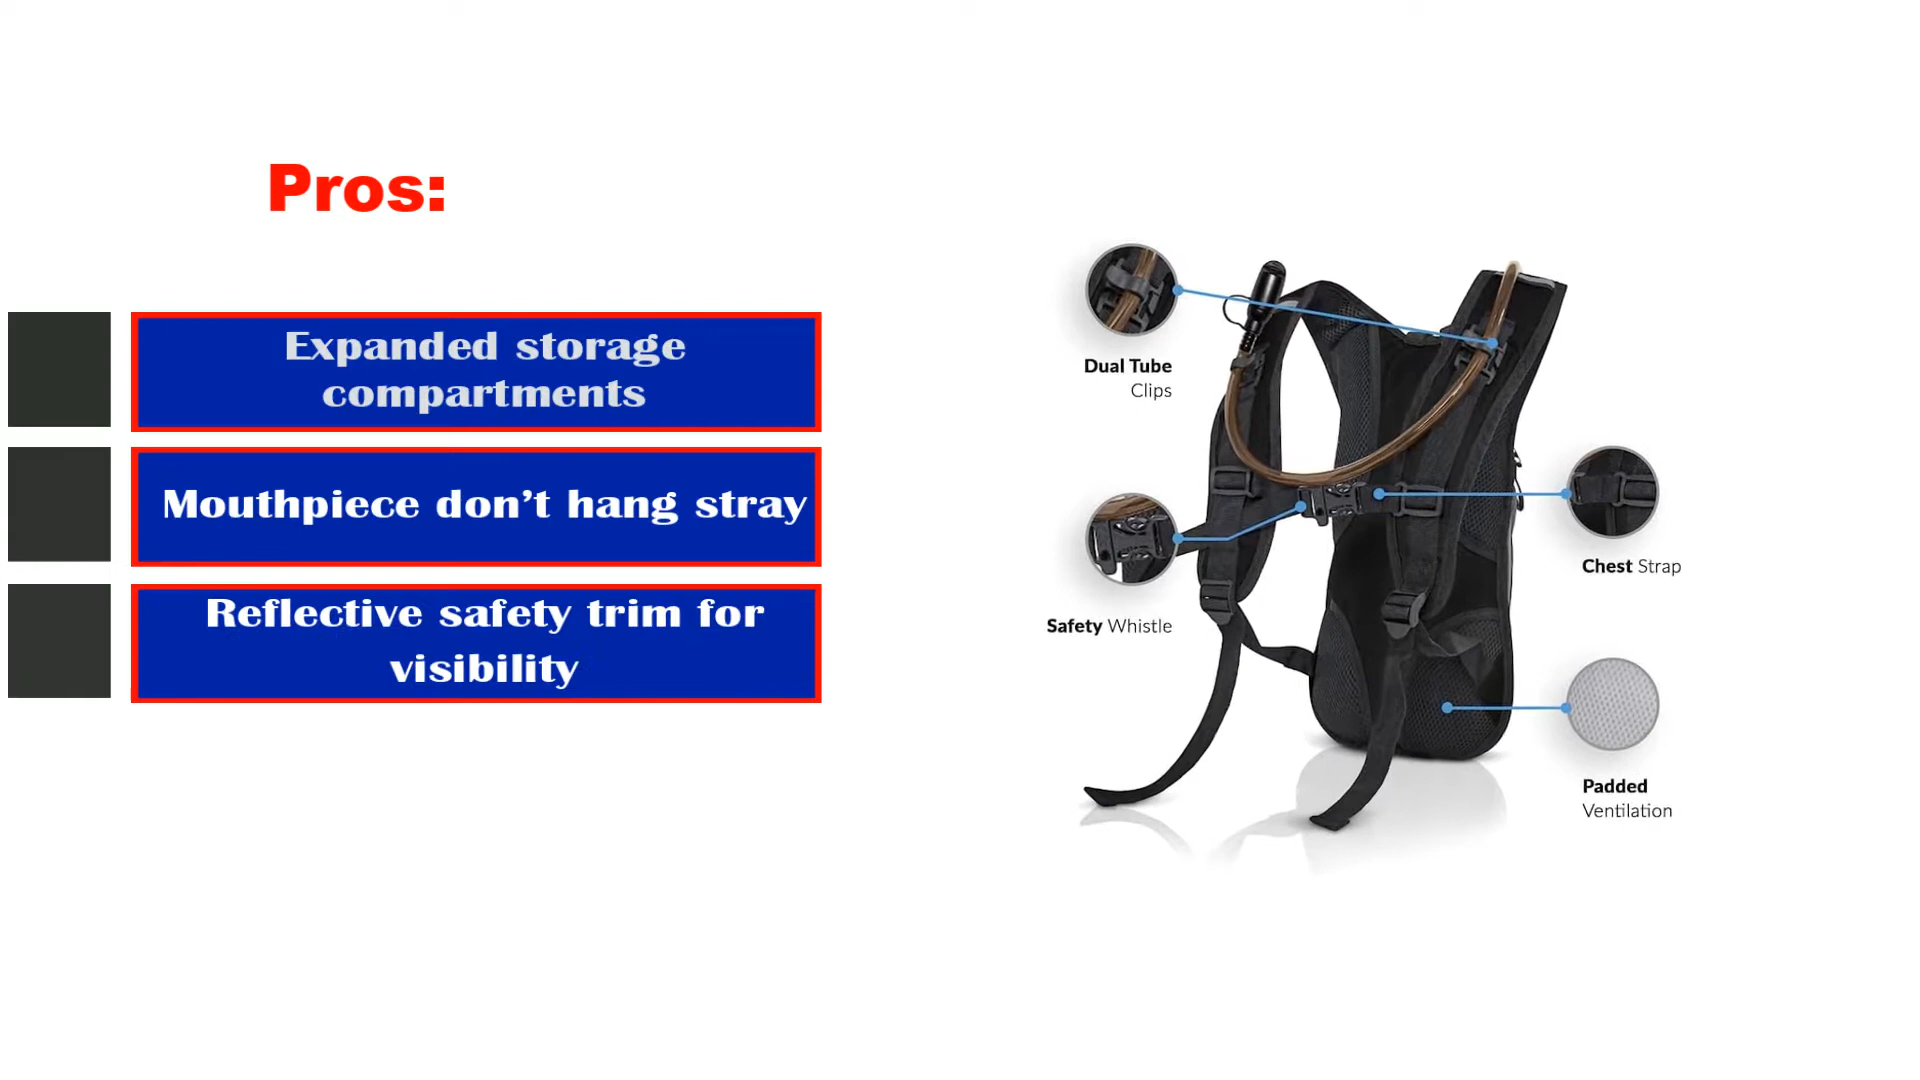 Pros:
Expanded storage
compartments
Mouthpiece don’t hang stray
Reflective safety trim for
visibility
Dual Tube
Clips
Safety Whistle
Chest Strap
Padded
Ventilation